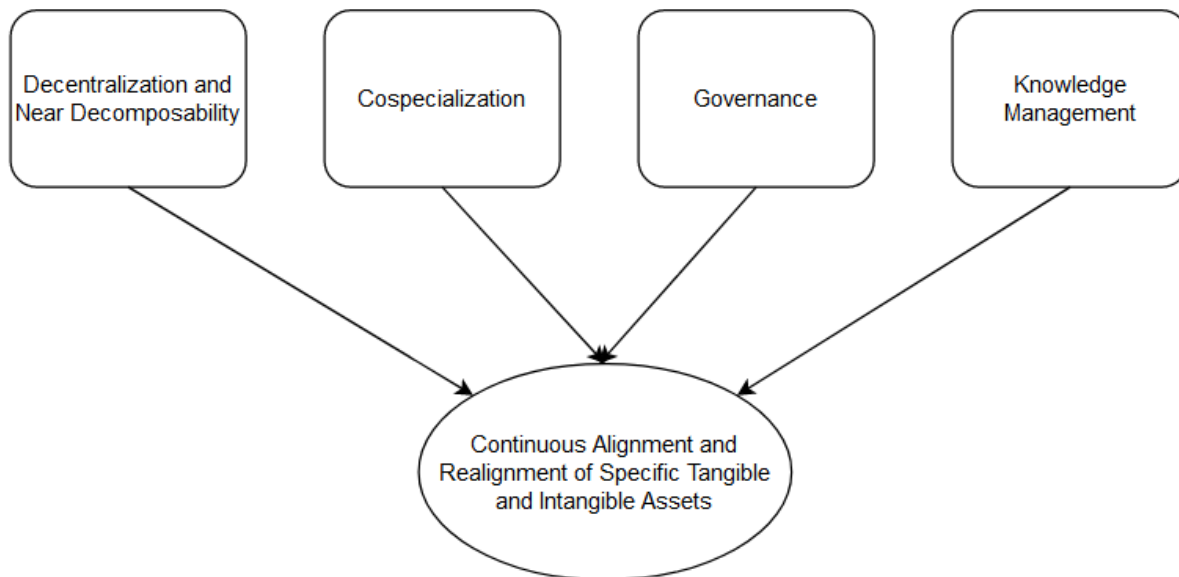 Decentralization and
Near Decomposability
Cospecialization
Governance
Knowledge
Management
Continuous Alignment and
Realignment of Specific Tangible
and Intangible Assets